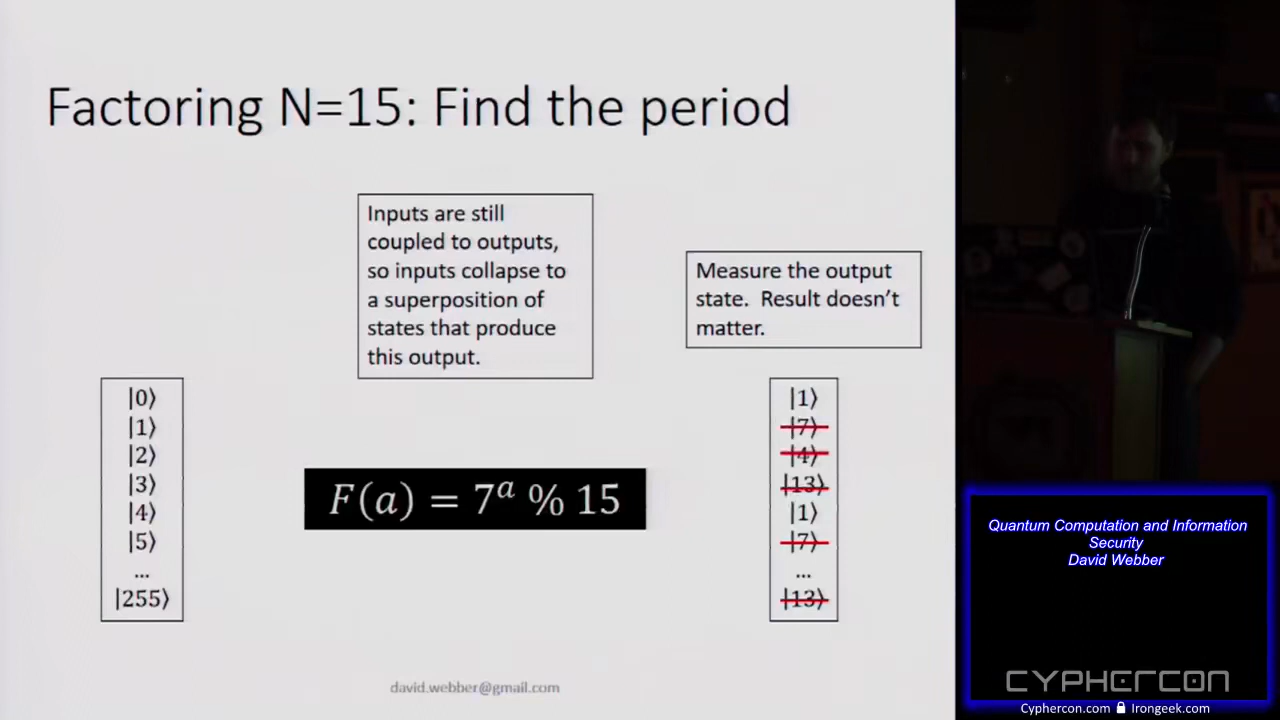 Factoring N=15: Find the period
Inputs are still
coupled to outputs,
so inputs collapse to
a superposition of
states that produce
this output.
Measure the output
state.  Result doesn't
matter.
|0⟩
|1⟩
|2⟩
|3⟩
|4⟩
|5⟩
...
|255⟩
F(a) = 7^a % 15
|1⟩
|7⟩
|4⟩
|13⟩
|1⟩
|7⟩
...
|13⟩
david.webber@gmail.com
Quantum Computation and Information
Security
David Webber
CYPHERCON
Cyphercon.com Irongeek.com